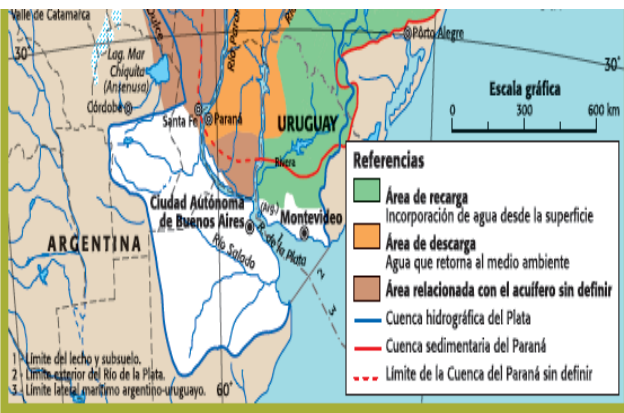 Valle de Catamarca
Dulce
Río Paraná
Pôrto Alegre
30°
30°
Lag. Mar
Chiquita
(Ansenusa)
Córdoba
Santa Fe
Paraná
URUGUAY
Rivera
Escala gráfica
0 300 600 km
Ciudad Autónoma
de Buenos Aires
(Arg.)
Montevideo
R. de la Plata
ARGENTINA
Río Salado
1
2
3
60°
1 - Límite del lecho y subsuelo.
2 - Límite exterior del Río de la Plata.
3 - Límite lateral marítimo argentino-uruguayo.
Referencias
Área de recarga
Incorporación de agua desde la superficie
Área de descarga
Agua que retorna al medio ambiente
Área relacionada con el acuífero sin definir
Cuenca hidrográfica del Plata
Cuenca sedimentaria del Paraná
Límite de la Cuenca del Paraná sin definir